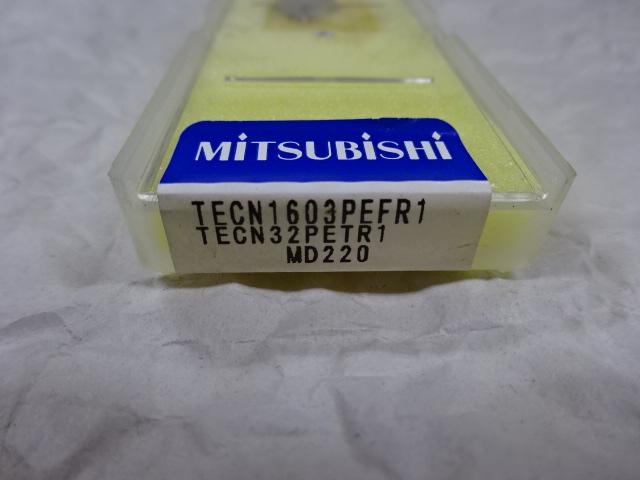 MITSUBISHI
TECN1603PEFR1
TECN32PETR1
MD220